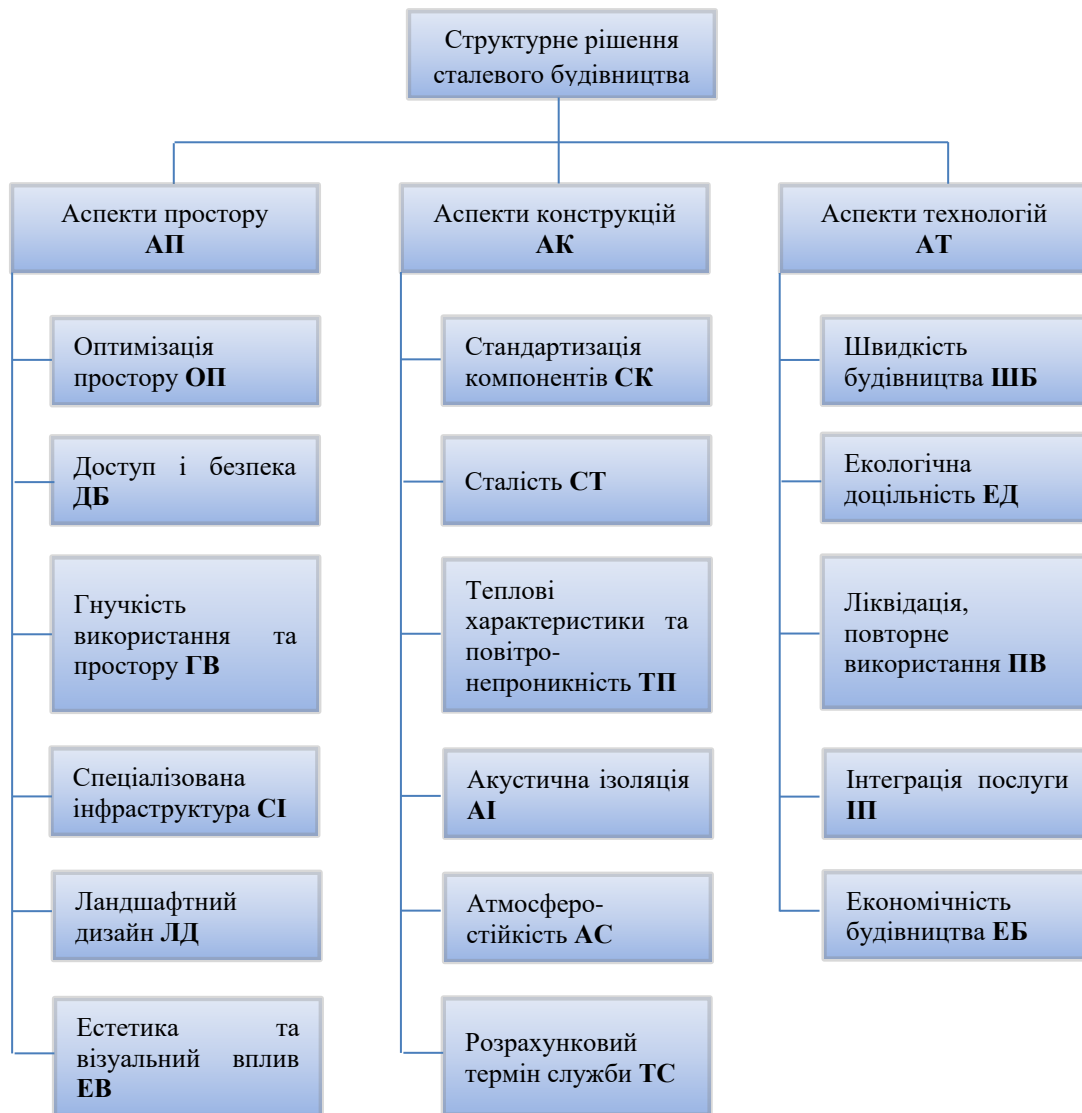 Структурне рішення
сталевого будівництва
Аспекти простору
АП
Аспекти конструкцій
АК
Аспекти технологій
АТ
Оптимізація
простору ОП
Доступ і безпека
ДБ
Гнучкість
використання та
простору ГВ
Спеціалізована
інфраструктура СІ
Ландшафтний
дизайн ЛД
Естетика та
візуальний вплив
ЕВ
Стандартизація
компонентів СК
Сталість СТ
Теплові
характеристики та
повітро-
непроникність ТП
Акустична ізоляція
АІ
Атмосферо-
стійкість АС
Розрахунковий
термін служби ТС
Швидкість
будівництва ШБ
Екологічна
доцільність ЕД
Ліквідація,
повторне
використання ПВ
Інтеграція послуги
ІП
Економічність
будівництва ЕБ